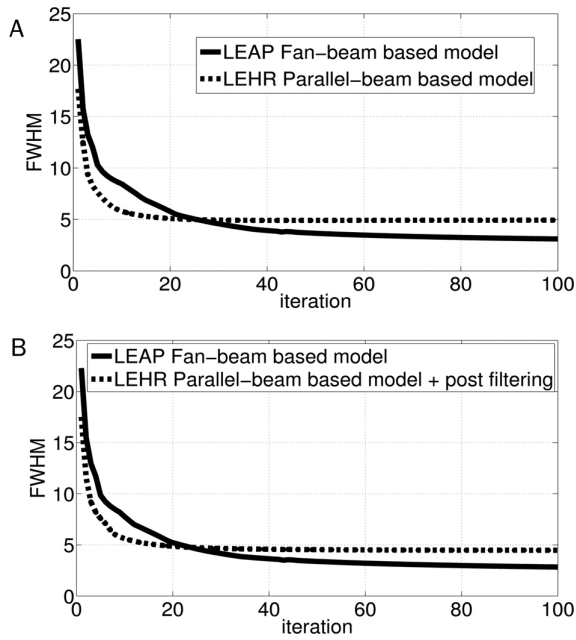 A
25
20
15
10
5
0
FWHM
LEAP Fan-beam based model
LEHR Parallel-beam based model
0 20 40 60 80 100
iteration
B
25
20
15
10
5
0
FWHM
LEAP Fan-beam based model
LEHR Parallel-beam based model + post filtering
0 20 40 60 80 100
iteration